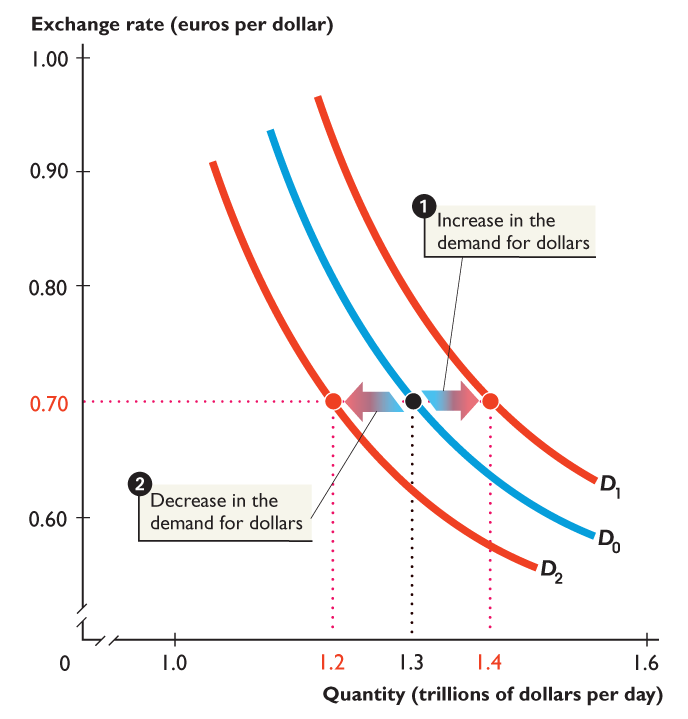 Exchange rate (euros per dollar)
1.00
0.90
1
Increase in the
demand for dollars
0.80
0.70
2
Decrease in the
demand for dollars
D1
0.60
D0
D2
0
1.0
1.2
1.3
1.4
1.6
Quantity (trillions of dollars per day)